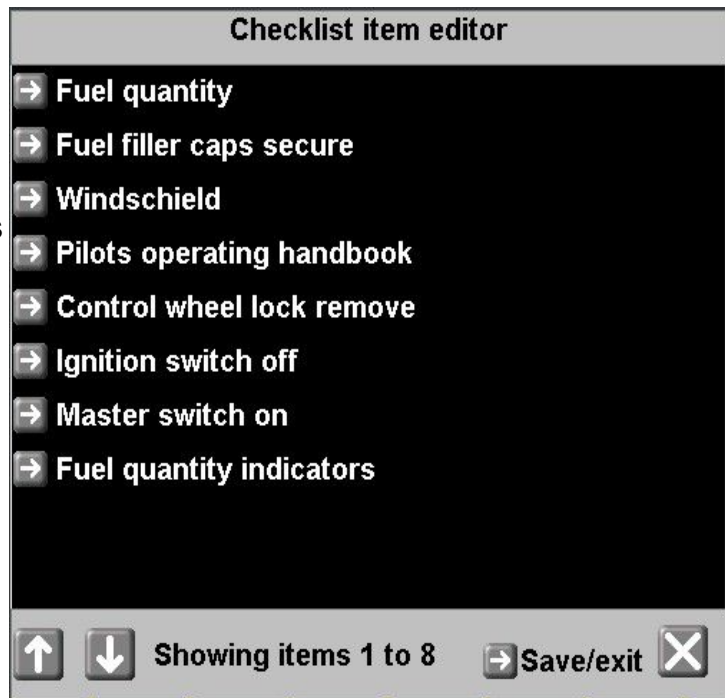 Checklist item editor
Fuel quantity
Fuel filler caps secure
Windschield
Pilots operating handbook
Control wheel lock remove
Ignition switch off
Master switch on
Fuel quantity indicators
Showing items 1 to 8 Save/exit